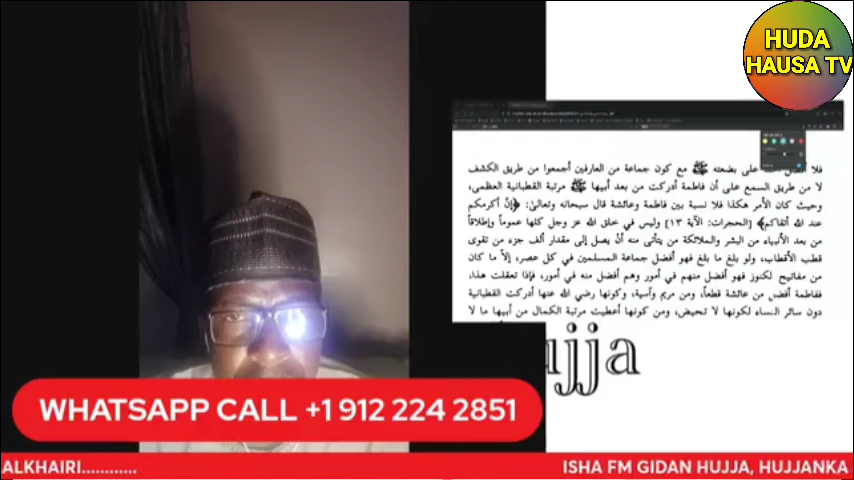 HUDA
HAUSA TV
على بضعته ﷺ مع كون جماعة من العارفين أجمعوا من طريق الكشف
لا من طريق السمع على أن فاطمة أدركت من بعد أبيها ﷺ مرتبة القطبانية العظمى،
وحيث كان الأمر هكذا فلا نسبة بين فاطمة وعائشة قال سبحانه وتعالى: ﴿إنّ أكرمكم
عند الله أتقاكم﴾ [الحجرات: الآية ١٣] وليس في خلق الله عز وجل كلها عموماً وإطلاقاً
من بعد الأنبياء من البشر والملائكة من يتأتى منه أنْ يصل إلى مقدار ألف جزء من تقوى
قطب الأقطاب، ولو بلغ ما بلغ فهو أفضل جماعة المسلمين في كل عصر، إلاّ ما كان
من مفاتيح لكنوز فهو أفضل منهم في أمور وهم أفضل منه في أمور، فإذا تعقلت هذا،
ففاطمة أفضل من عائشة قطعاً، ومن مريم وآسية، وكونها رضي الله عنها أدركت القطبانية
دون سائر النساء لكونها لا تحيض، ومن كونها أعطيت مرتبة الكمال من أبيها ما لا
ujja
WHATSAPP CALL +1 912 224 2851
ALKHAIRI............
ISHA FM GIDAN HUJJA, HUJJANKA